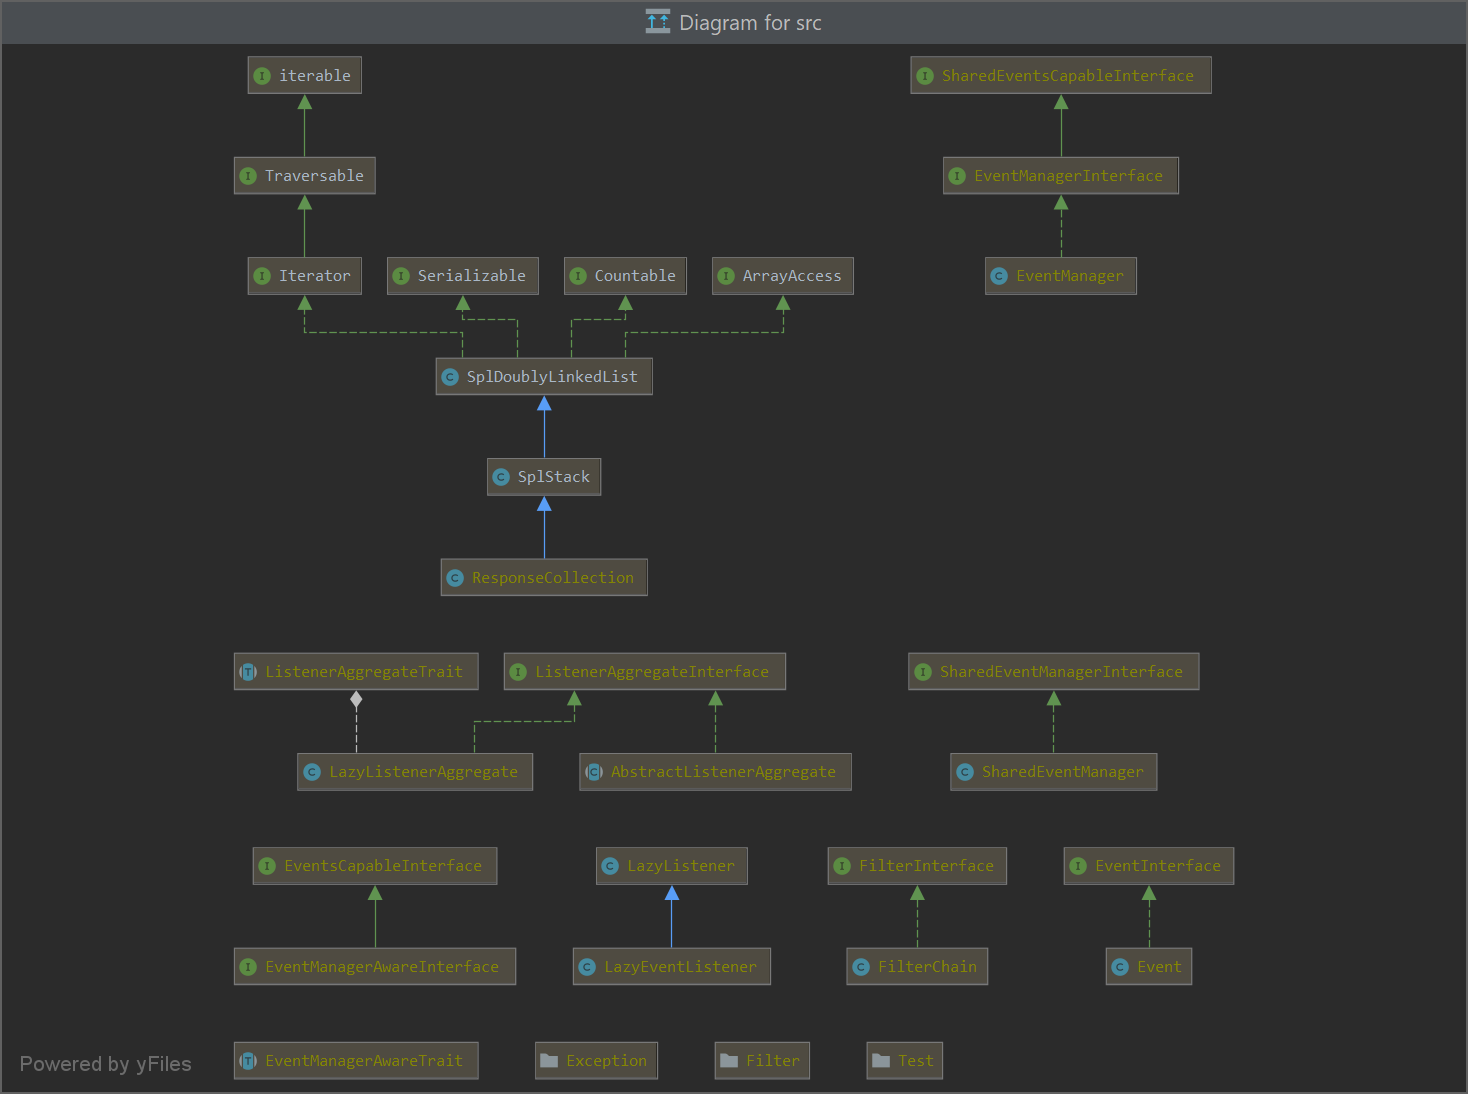 Diagram for src
I iterable
I SharedEventsCapableInterface
I Traversable
I EventManagerInterface
I Iterator
I Serializable
I Countable
I ArrayAccess
C EventManager
C SplDoublyLinkedList
C SplStack
C ResponseCollection
T ListenerAggregateTrait
I ListenerAggregateInterface
I SharedEventManagerInterface
C LazyListenerAggregate
C AbstractListenerAggregate
C SharedEventManager
I EventsCapableInterface
C LazyListener
I FilterInterface
I EventInterface
I EventManagerAwareInterface
C LazyEventListener
C FilterChain
C Event
Powered by yFiles
T EventManagerAwareTrait
Exception
Filter
Test